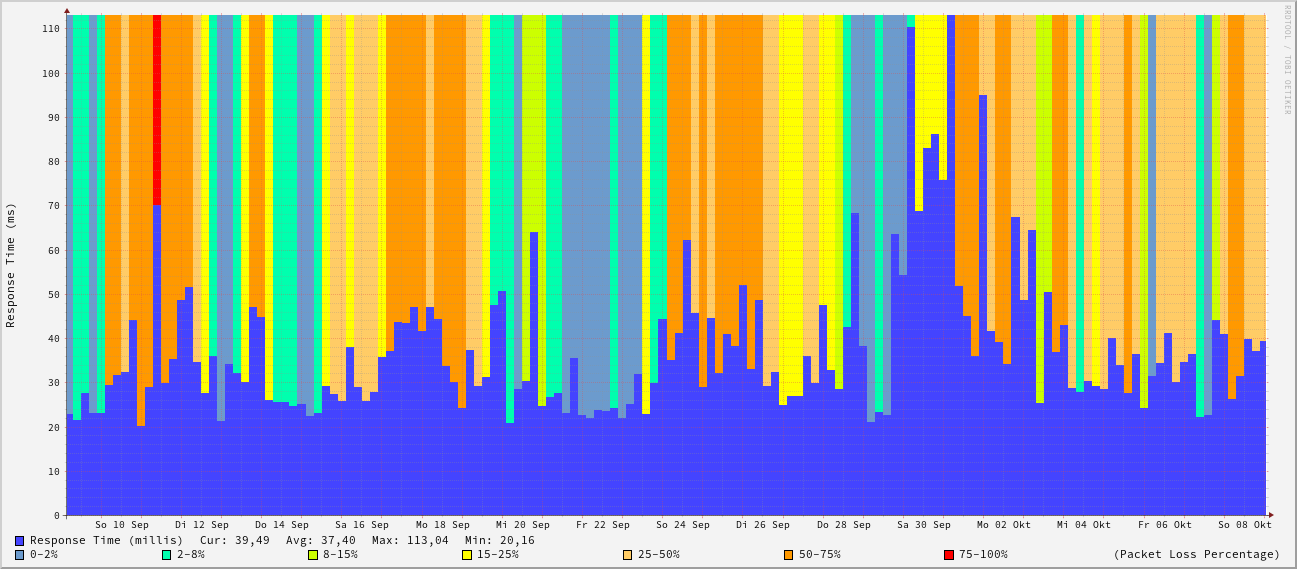 RRDTOOL / TOBI OETIKER
Response Time (ms)
110
100
90
80
70
60
50
40
30
20
10
0
So 10 Sep Di 12 Sep Do 14 Sep Sa 16 Sep Mo 18 Sep Mi 20 Sep Fr 22 Sep So 24 Sep Di 26 Sep Do 28 Sep Sa 30 Sep Mo 02 Okt Mi 04 Okt Fr 06 Okt So 08 Okt
Response Time (millis) Cur: 39,49 Avg: 37,40 Max: 113,04 Min: 20,16
0-2% 2-8% 8-15% 15-25% 25-50% 50-75% 75-100% (Packet Loss Percentage)